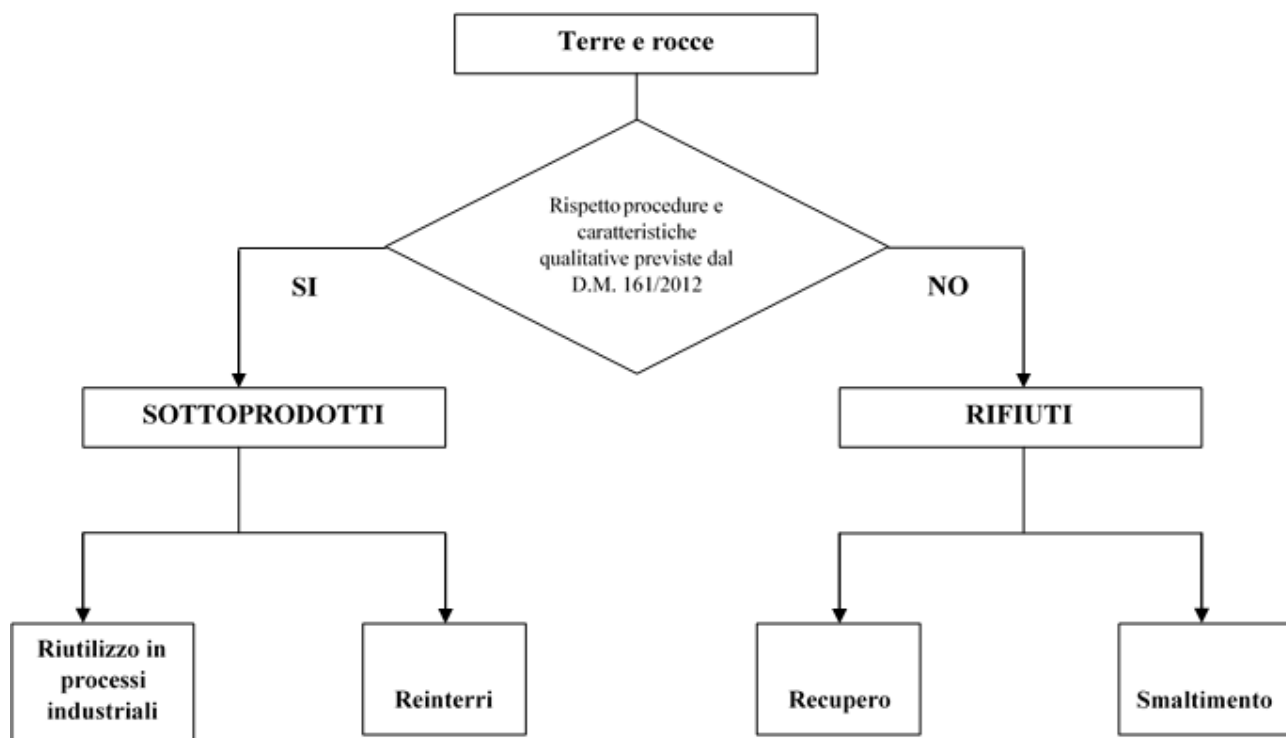 Terre e rocce
Rispetto procedure e
caratteristiche
qualitative previste dal
D.M. 161/2012
SI
NO
SOTTOPRODOTTI
RIFIUTI
Riutilizzo in
processi
industriali
Reinterri
Recupero
Smaltimento